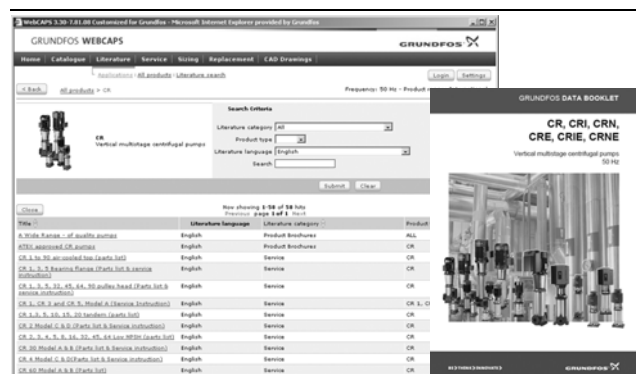 WebCAPS 3.30-7.01.08 Customized for Grundfos - Microsoft Internet Explorer provided by Grundfos
GRUNDFOS WEBCAPS
GRUNDFOS
Home Catalogue Literature Service Sizing Replacement CAD Drawings
Applications · All products · Literature search
Login Settings
< Back All products > CR
Frequency: 50 Hz - Product
Search Criteria
CR
Vertical multistage centrifugal pumps
Literature category All
Product type
Literature language English
Search
Submit Clear
Close
Now showing 1-50 of 50 hits
Previous page 1 of 1 Next
Title Literature language Literature category Product
A Wide Range - of quality pumps English Product brochures ALL
ATEX approved CR pumps English Product brochures CR
CR 1 to 90 air-cooled top (parts list) English Service CR
CR 1, 3, 5 Bearing flange (Parts list & service instruction) English Service CR
CR 1, 3, 5, 32, 45, 64, 90 pulley head (Parts list & service instruction) English Service CR
CR 1, CR 3 and CR 5, Model A (Service Instruction) English Service CR 1, C
CR 1,3, 5, 10, 15, 20 tandem (parts list) English Service CR
CR 2 Model C & D (Parts list & Service instruction) English Service CR
CR 2, 3, 4, 5, 8, 16, 32, 45, 64 Low NPSH (parts list) English Service CR
CR 30 Model A & B (Parts list & Service instruction) English Service CR
CR 4 Model C & D(Parts list & Service instruction) English Service CR
CR 60 Model A & B (Parts list) English Service CR
GRUNDFOS DATA BOOKLET
CR, CRI, CRN,
CRE, CRIE, CRNE
Vertical multistage centrifugal pumps
50 Hz
BE>THINK>INNOVATE>
GRUNDFOS